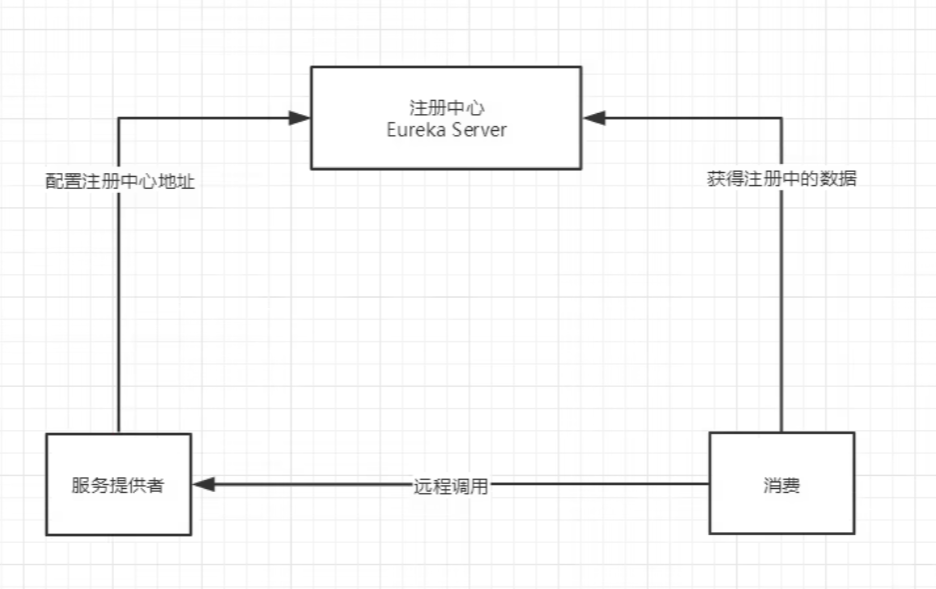 注册中心
Eureka Server
配置注册中心地址
获得注册中的数据
服务提供者
远程调用
消费